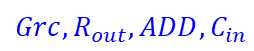 Grc, R_out, ADD, C_in